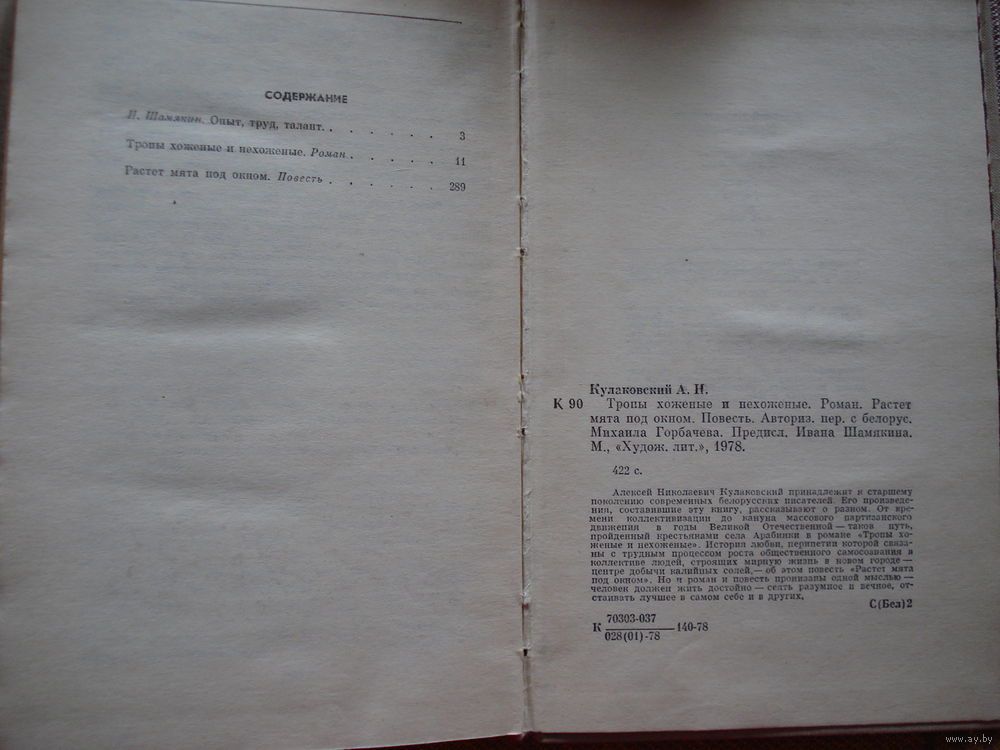 СОДЕРЖАНИЕ
И. Шамякин. Опыт, труд, талант. . . . . . . 3
Тропы хоженые и нехоженые. Роман . . . . . 11
Растет мята под окном. Повесть . . . . . . 289
Кулаковский А. Н.
К 90 Тропы хоженые и нехоженые. Роман. Растет
мята под окном. Повесть. Авториз. пер. с белорус.
Михаила Горбачева. Предисл. Ивана Шамякина.
М., «Худож. лит.», 1978.
422 с.
Алексей Николаевич Кулаковский принадлежит к старшему
поколению современных белорусских писателей. Его произведе-
ния, составившие эту книгу, рассказывают о разном. От вре-
мени коллективизации до кануна массового партизанского
движения в годы Великой Отечественной — таков путь,
пройденный крестьянами села Арабинки в романе «Тропы хо-
женые и нехоженые». История любви, перипетии которой связа-
ны с трудным процессом роста общественного самосознания в
коллективе людей, строящих мирную жизнь в новом городе —
центре добычи калийных солей, — об этом повесть «Растет мята
под окном». Но и роман и повесть пронизаны одной мыслью —
человек должен жить достойно — сеять разумное и вечное, от-
стаивать лучшее в самом себе и в других.
С(Бел)2
К 70303-037
028(01)-78 140-78
www.ay.by